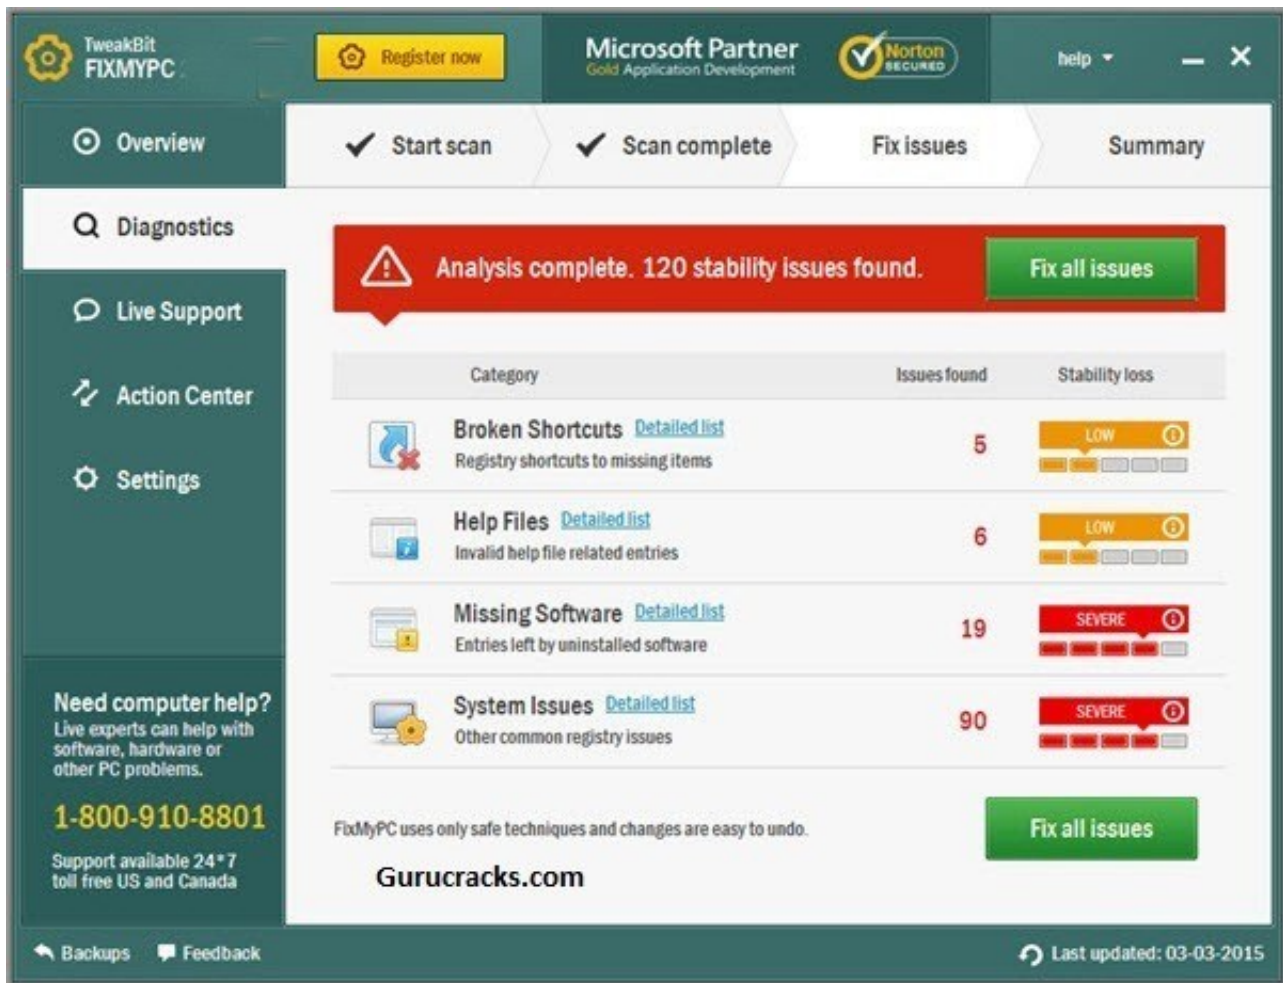 TweakBit
FIXMYPC
Register now
Microsoft Partner
Gold Application Development
Norton
SECURED
help
Overview
Start scan
Scan complete
Fix issues
Summary
Diagnostics
Live Support
Action Center
Settings
Analysis complete. 120 stability issues found.
Fix all issues
Category
Issues found
Stability loss
Broken Shortcuts Detailed list
Registry shortcuts to missing items
5
LOW
Help Files Detailed list
Invalid help file related entries
6
LOW
Missing Software Detailed list
Entries left by uninstalled software
19
SEVERE
System Issues Detailed list
Other common registry issues
90
SEVERE
Need computer help?
Live experts can help with
software, hardware or
other PC problems.
1-800-910-8801
Support available 24*7
toll free US and Canada
FixMyPC uses only safe techniques and changes are easy to undo.
Fix all issues
Gurucracks.com
Backups
Feedback
Last updated: 03-03-2015